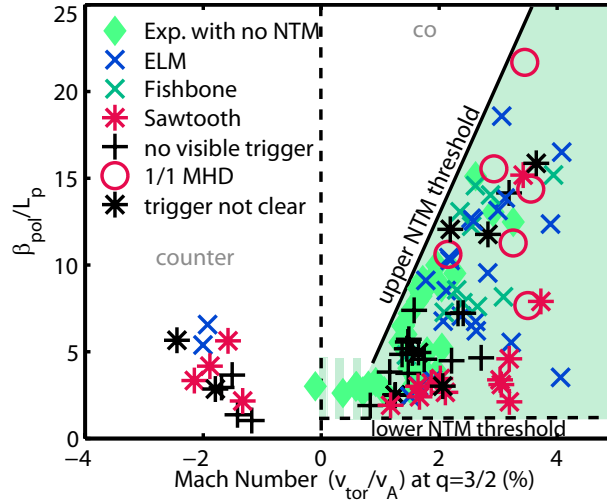 co
Exp. with no NTM
ELM
Fishbone
Sawtooth
no visible trigger
1/1 MHD
trigger not clear
counter
upper NTM threshold
lower NTM threshold
β_pol/L_p
25
20
15
10
5
0
−4
−2
0
2
4
Mach Number (v_tor/v_A) at q=3/2 (%)